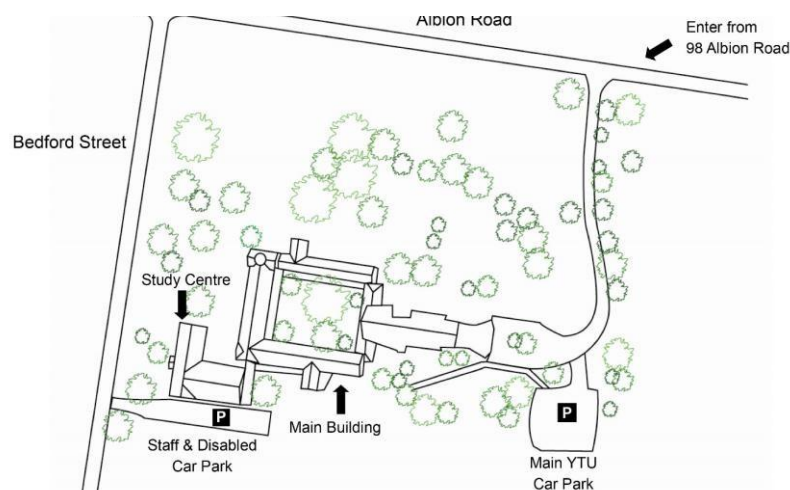 Albion Road
Enter from
98 Albion Road
Bedford Street
Study Centre
P
Staff & Disabled
Car Park
Main Building
P
Main YTU
Car Park